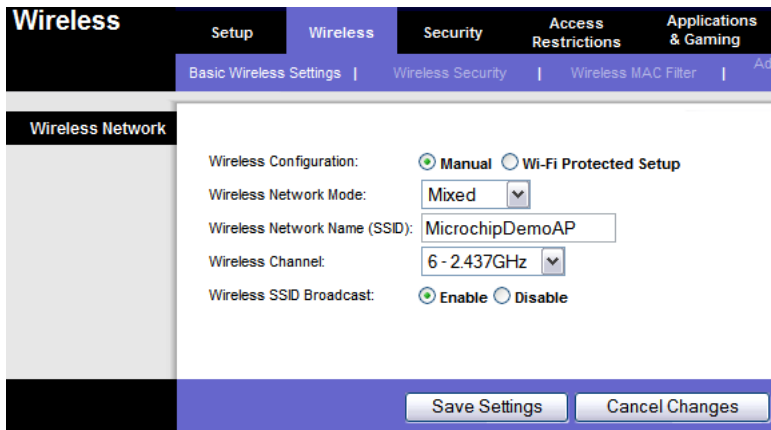 Wireless
Setup Wireless Security Access Restrictions Applications & Gaming
Basic Wireless Settings | Wireless Security | Wireless MAC Filter | Ad
Wireless Network
Wireless Configuration: Manual Wi-Fi Protected Setup
Wireless Network Mode: Mixed
Wireless Network Name (SSID): MicrochipDemoAP
Wireless Channel: 6 - 2.437GHz
Wireless SSID Broadcast: Enable Disable
Save Settings Cancel Changes